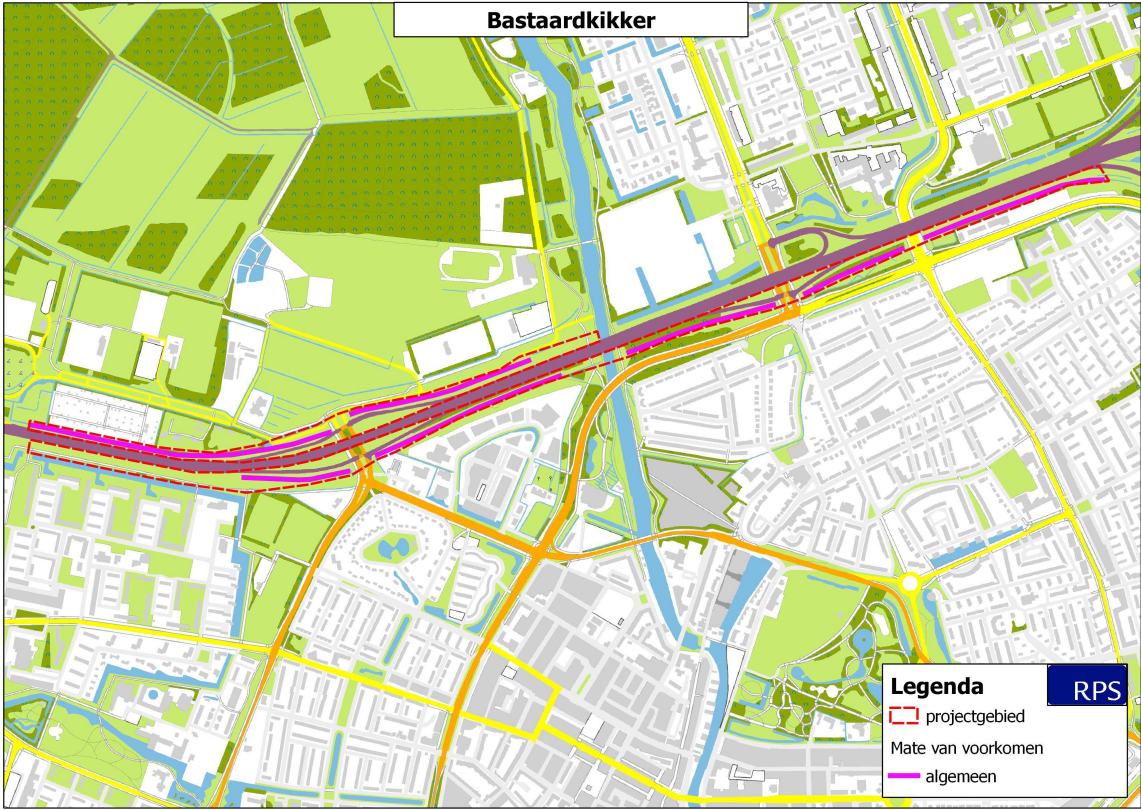 Bastaardkikker
Legenda
RPS
projectgebied
Mate van voorkomen
algemeen